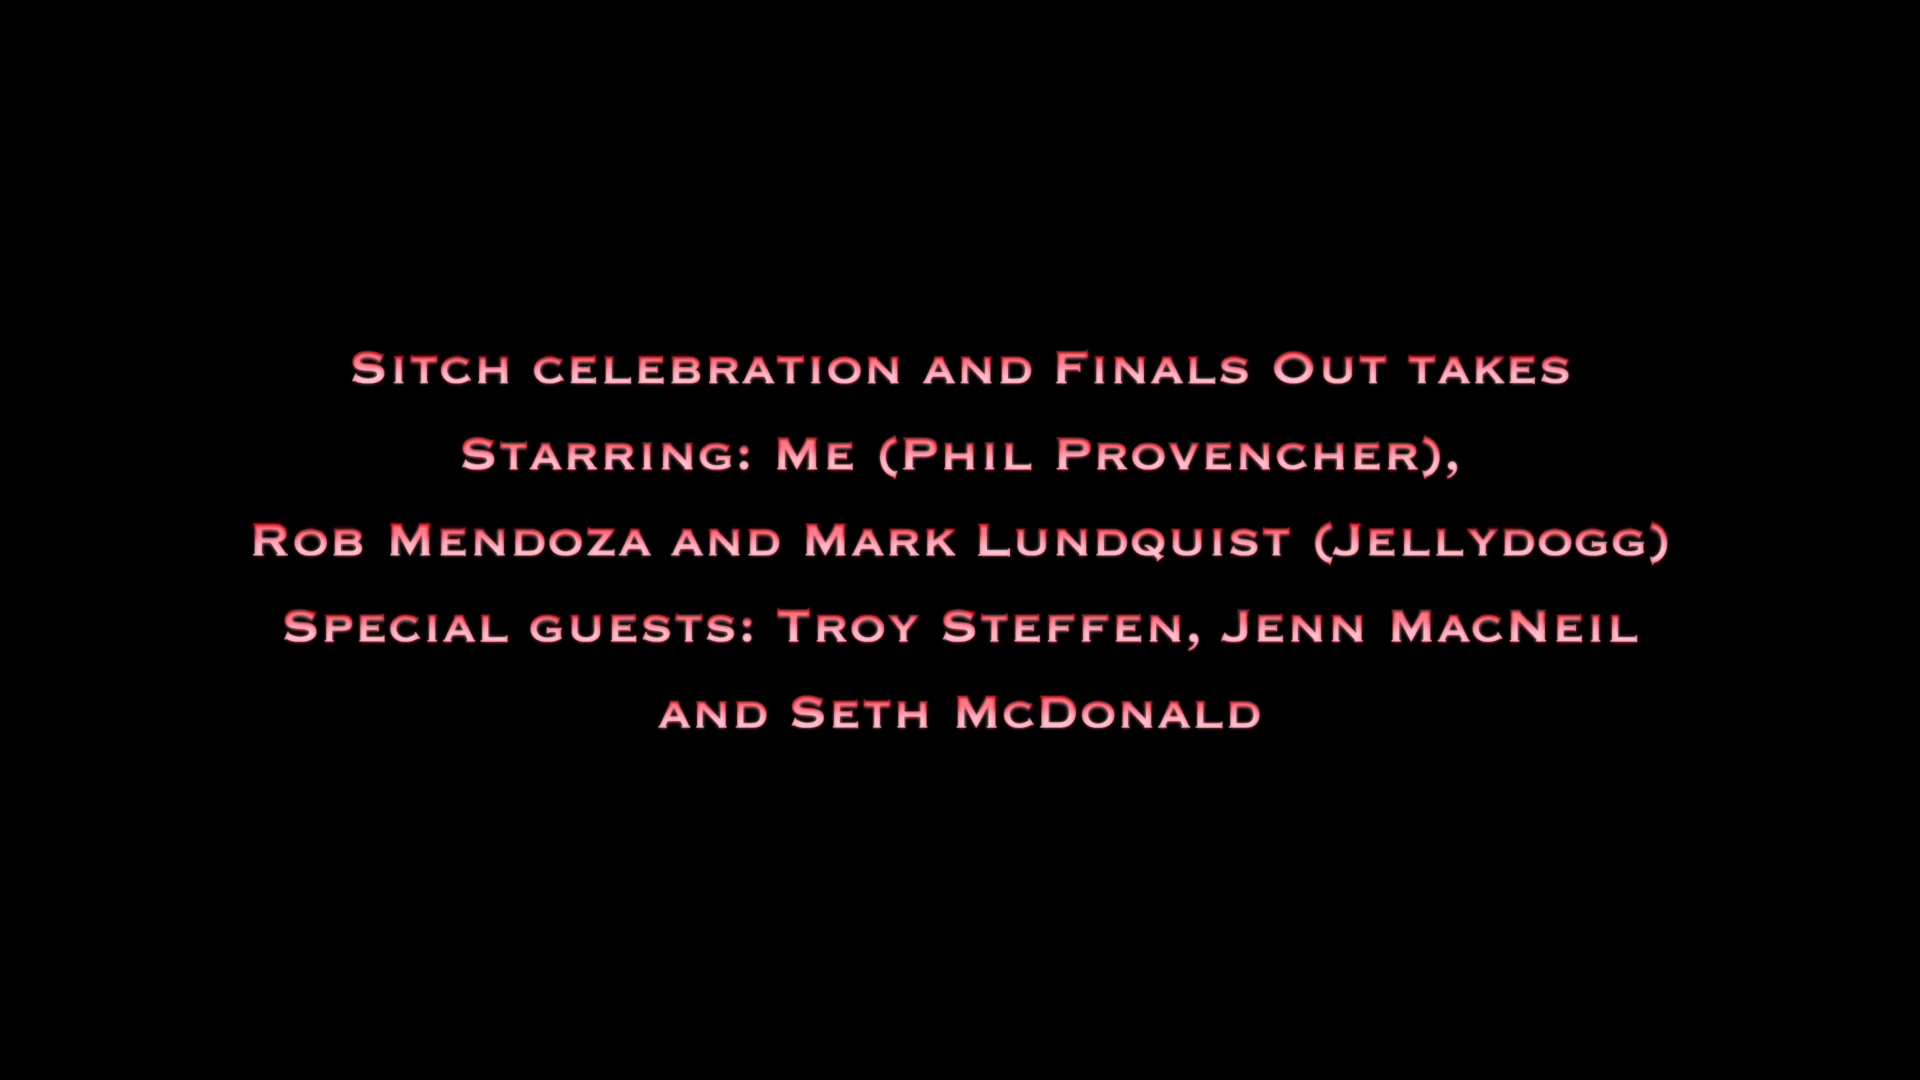 Sitch celebration and Finals Out takes
Starring: Me (Phil Provencher),
Rob Mendoza and Mark Lundquist (Jellydogg)
Special guests: Troy Steffen, Jenn MacNeil
and Seth McDonald